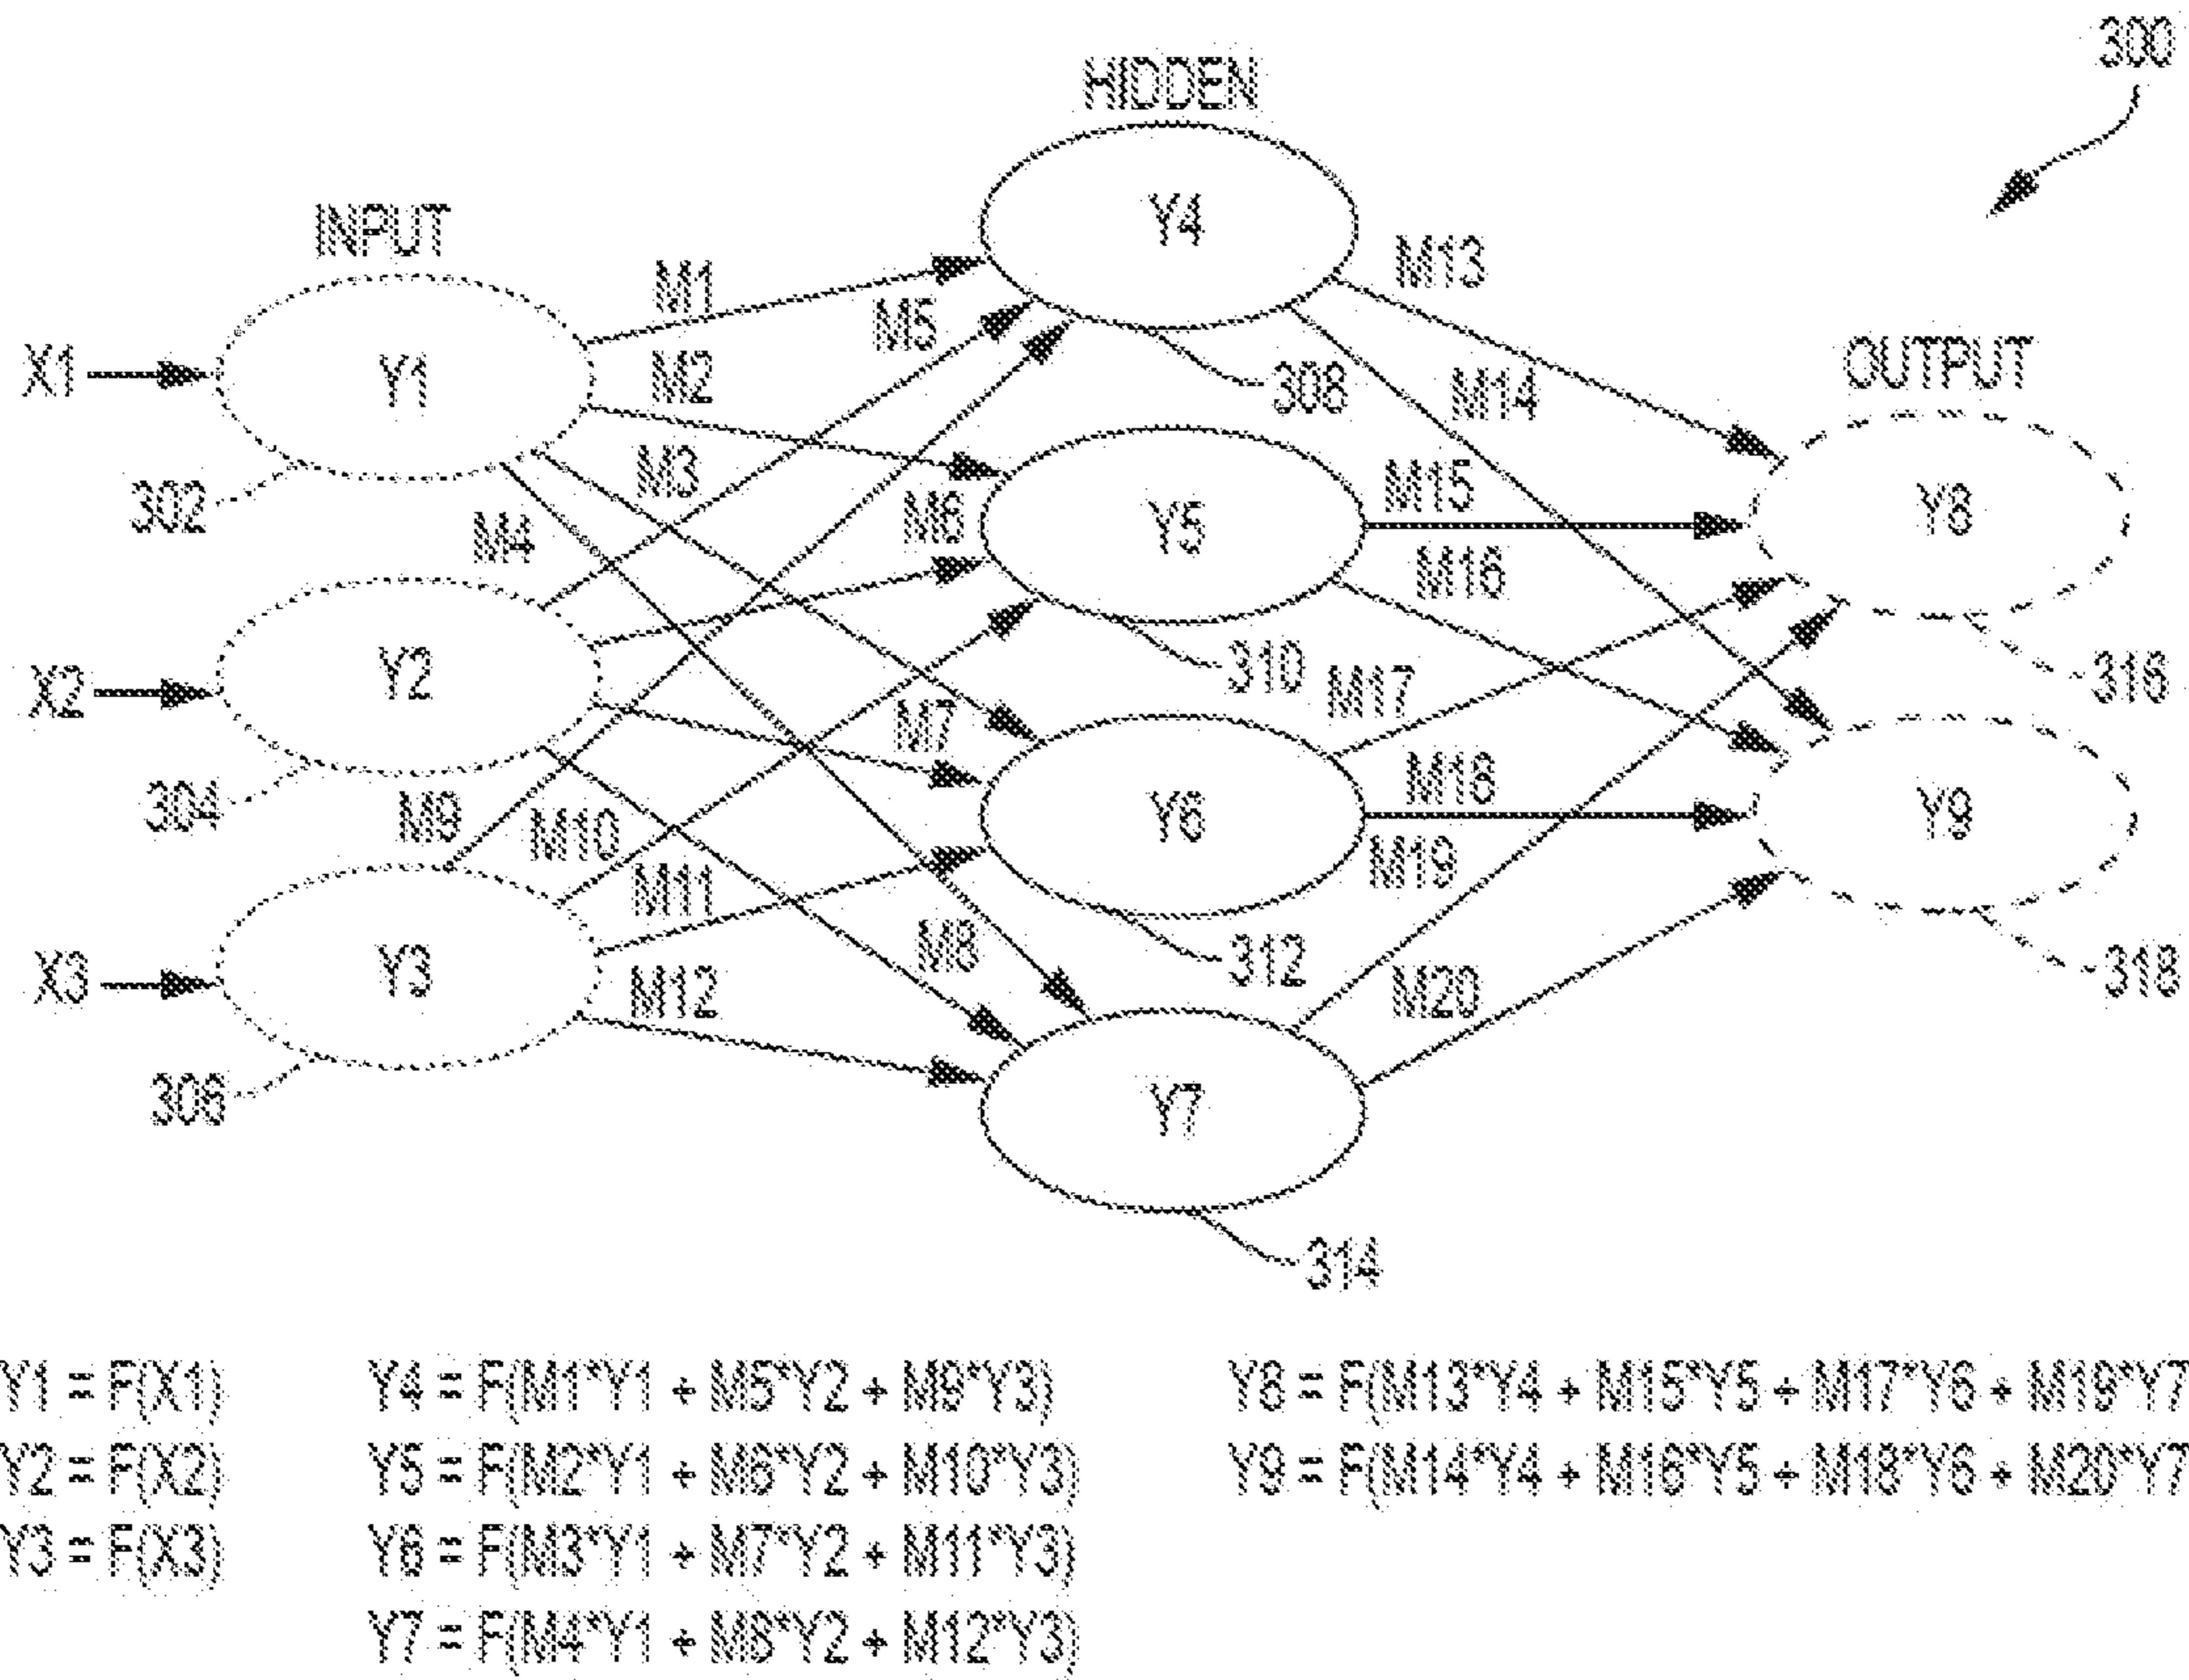 300
HIDDEN
Y4
INPUT
M1
M13
M5
X1
Y1
M2
308
M14
OUTPUT
M3
302
M4
M6
Y5
M15
Y8
M16
X2
Y2
310
M17
316
M7
304
M9
M10
Y6
M18
Y9
M11
M19
X3
Y3
M8
312
M12
M20
318
306
Y7
314
Y1 = F(X1) Y4 = F(M1*Y1 + M5*Y2 + M9*Y3) Y8 = F(M13*Y4 + M15*Y5 + M17*Y6 + M19*Y7
Y2 = F(X2) Y5 = F(M2*Y1 + M6*Y2 + M10*Y3) Y9 = F(M14*Y4 + M16*Y5 + M18*Y6 + M20*Y7
Y3 = F(X3) Y6 = F(M3*Y1 + M7*Y2 + M11*Y3)
Y7 = F(M4*Y1 + M8*Y2 + M12*Y3)